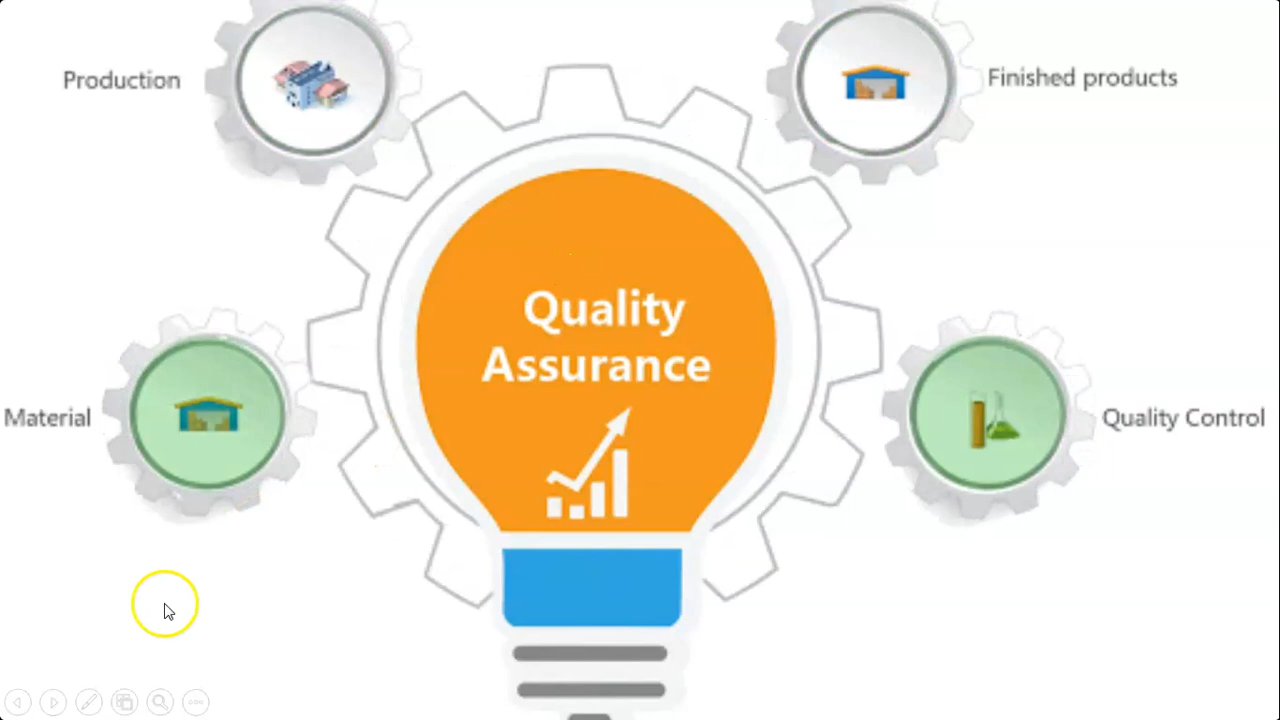 Production
Finished products
Quality
Assurance
Material
Quality Control